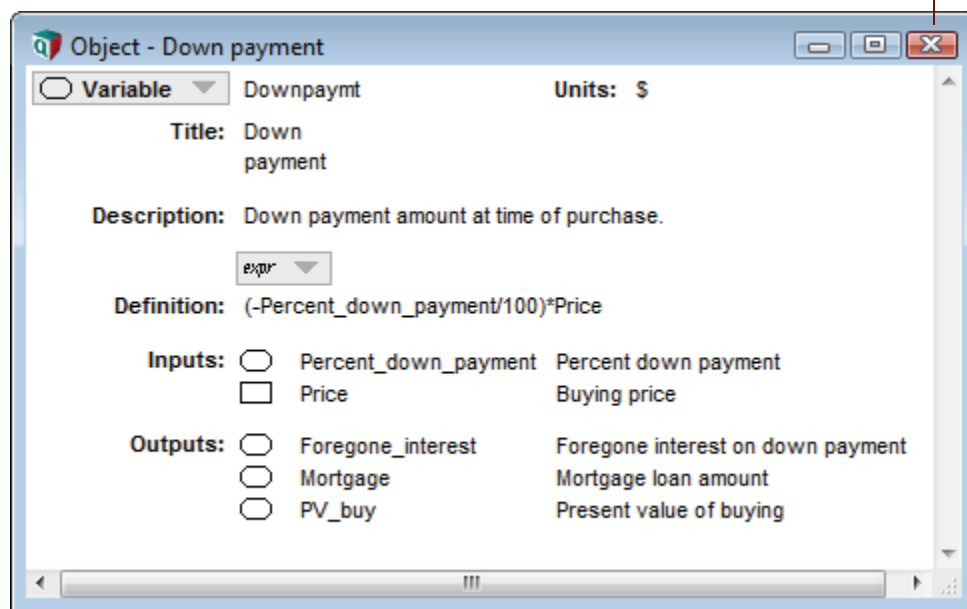 Object - Down payment
Variable Downpaymt Units: $
Title: Down
payment
Description: Down payment amount at time of purchase.
expr
Definition: (-Percent_down_payment/100)*Price
Inputs: Percent_down_payment Percent down payment
Price Buying price
Outputs: Foregone_interest Foregone interest on down payment
Mortgage Mortgage loan amount
PV_buy Present value of buying